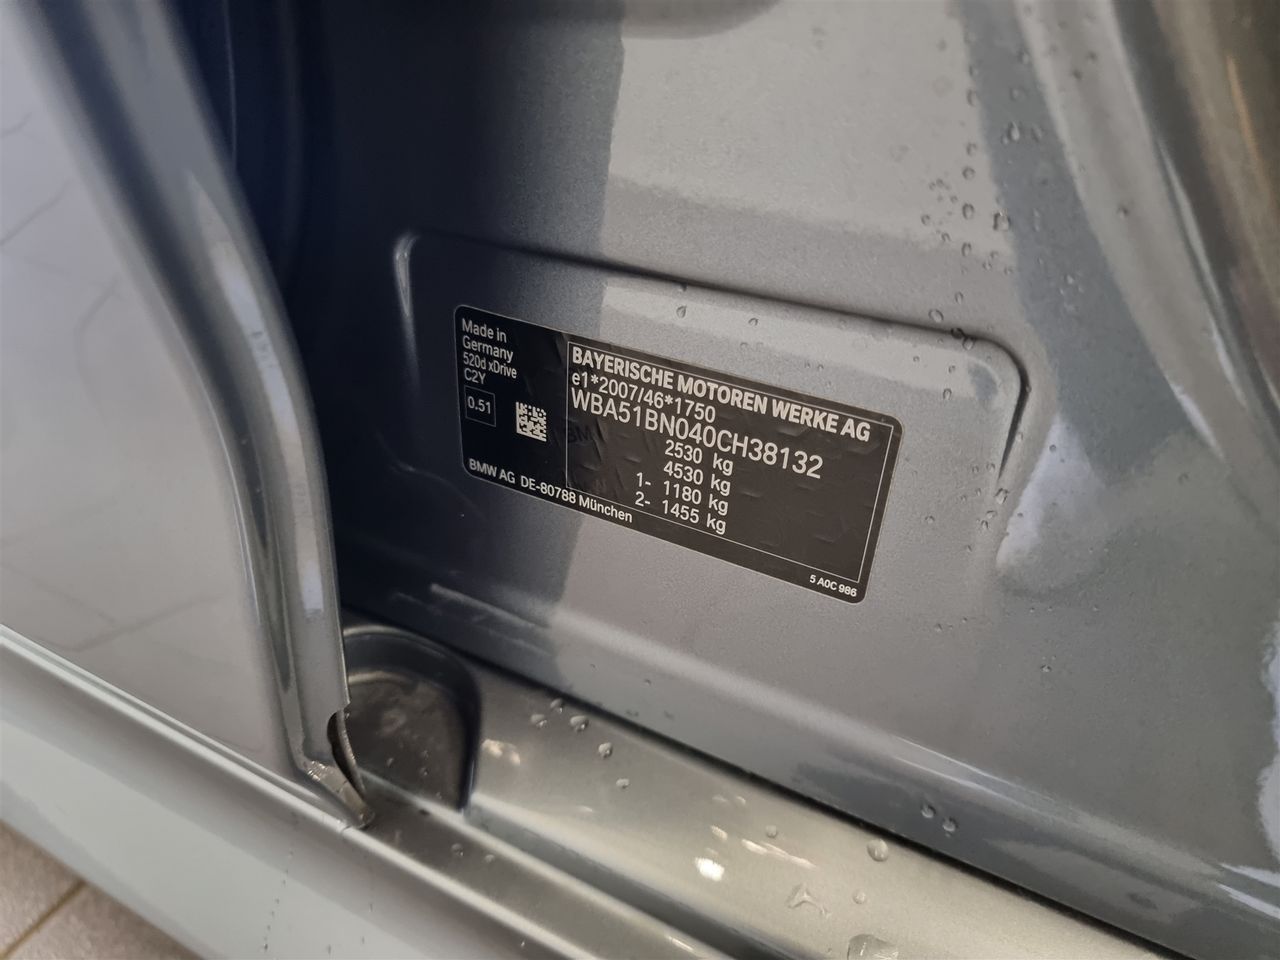 Made in
Germany
520d xDrive
C2Y
0.51
BMW AG DE-80788 München
BAYERISCHE MOTOREN WERKE AG
e1*2007/46*1750
WBA51BN040CH38132
2530 kg
4530 kg
1- 1180 kg
2- 1455 kg
5 A0C 986